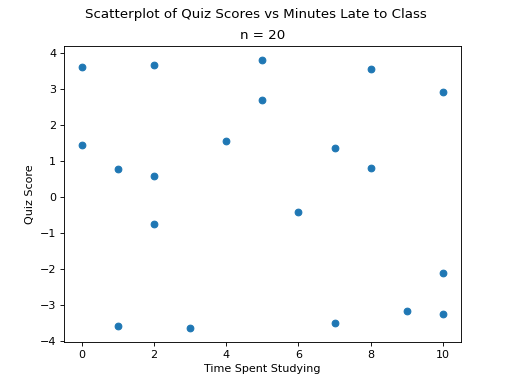 Scatterplot of Quiz Scores vs Minutes Late to Class
n = 20
4
3
2
1
0
−1
−2
−3
−4
Quiz Score
0 2 4 6 8 10
Time Spent Studying